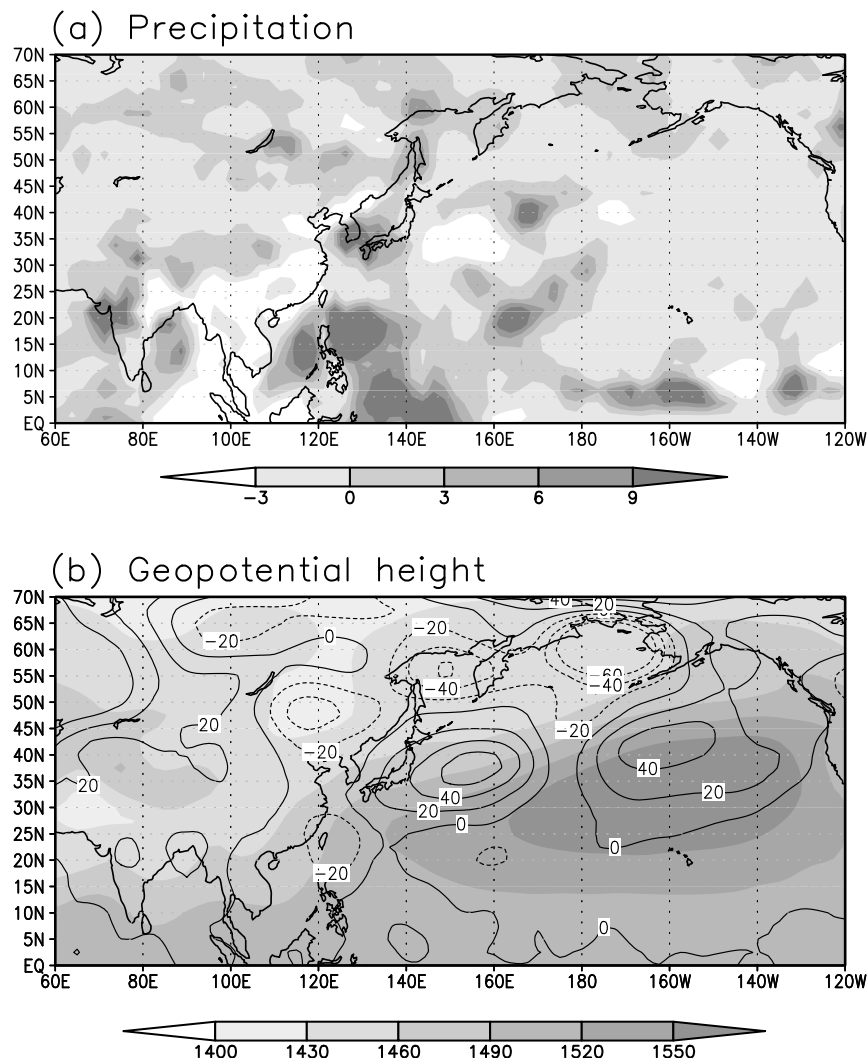 (a) Precipitation
70N
65N
60N
55N
50N
45N
40N
35N
30N
25N
20N
15N
10N
5N
EQ
60E 80E 100E 120E 140E 160E 180 160W 140W 120W
−3 0 3 6 9
(b) Geopotential height
70N
65N
60N
55N
50N
45N
40N
35N
30N
25N
20N
15N
10N
5N
EQ
40 20
−20 0 −20
−60
−40 −40
20 −20 −20
40
20 40 20
20 0 0
−20
0
60E 80E 100E 120E 140E 160E 180 160W 140W 120W
1400 1430 1460 1490 1520 1550